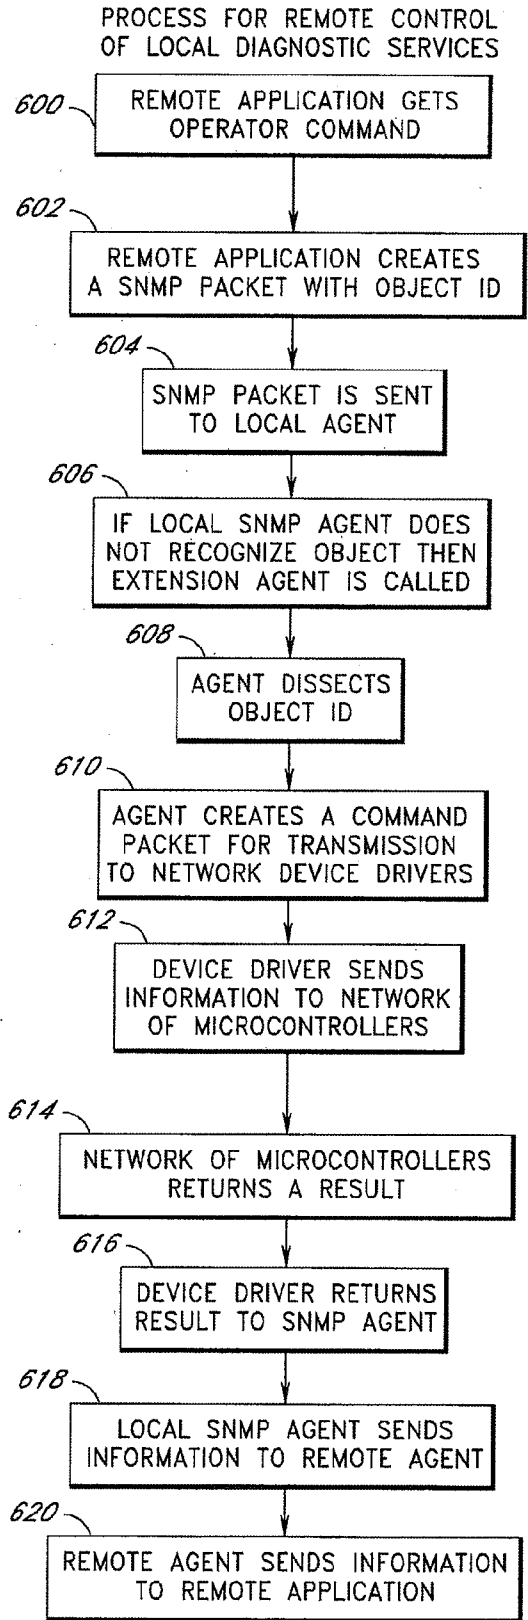 PROCESS FOR REMOTE CONTROL
OF LOCAL DIAGNOSTIC SERVICES
600
REMOTE APPLICATION GETS
OPERATOR COMMAND
602
REMOTE APPLICATION CREATES
A SNMP PACKET WITH OBJECT ID
604
SNMP PACKET IS SENT
TO LOCAL AGENT
606
IF LOCAL SNMP AGENT DOES
NOT RECOGNIZE OBJECT THEN
EXTENSION AGENT IS CALLED
608
AGENT DISSECTS
OBJECT ID
610
AGENT CREATES A COMMAND
PACKET FOR TRANSMISSION
TO NETWORK DEVICE DRIVERS
612
DEVICE DRIVER SENDS
INFORMATION TO NETWORK
OF MICROCONTROLLERS
614
NETWORK OF MICROCONTROLLERS
RETURNS A RESULT
616
DEVICE DRIVER RETURNS
RESULT TO SNMP AGENT
618
LOCAL SNMP AGENT SENDS
INFORMATION TO REMOTE AGENT
620
REMOTE AGENT SENDS INFORMATION
TO REMOTE APPLICATION